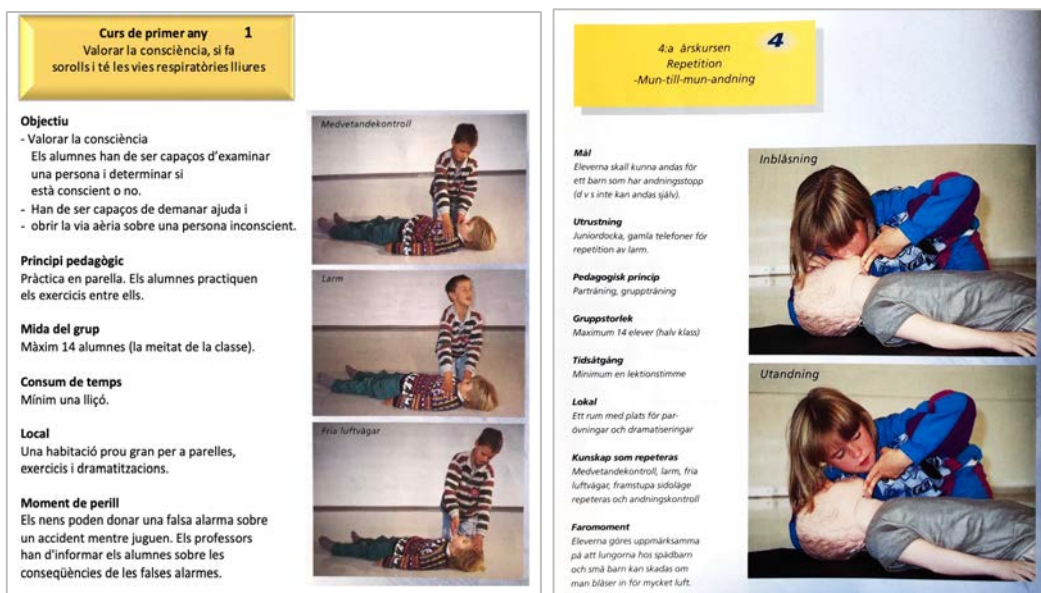 Curs de primer any 1
Valorar la consciència, si fa
sorolls i té les vies respiratòries lliures
Objectiu
- Valorar la consciència
Els alumnes han de ser capaços d'examinar
una persona i determinar si
està conscient o no.
- Han de ser capaços de demanar ajuda i
- obrir la via aèria sobre una persona inconscient.
Principi pedagògic
Pràctica en parella. Els alumnes practiquen
els exercicis entre ells.
Mida del grup
Màxim 14 alumnes (la meitat de la classe).
Consum de temps
Mínim una lliçó.
Local
Una habitació prou gran per a parelles,
exercicis i dramatitzacions.
Moment de perill
Els nens poden donar una falsa alarma sobre
un accident mentre juguen. Els professors
han d'informar els alumnes sobre les
conseqüències de les falses alarmes.
Medvetandekontroll
Larm
Fria luftvägar
4:a årskursen 4
Repetition
-Mun-till-mun-andning
Mål
Eleverna skall kunna andas för
ett barn som har andningsstopp
(d v s inte kan andas själv).
Utrustning
Juniordocka, gamla telefoner för
repetition av larm.
Pedagogisk princip
Parträning, gruppträning
Gruppstorlek
Maximum 14 elever (halv klass)
Tidsåtgång
Minimum en lektionstimme
Lokal
Ett rum med plats för par-
övningar och dramatiseringar
Kunskap som repeteras
Medvetandekontroll, larm, fria
luftvägar, framstupa sidoläge
repeteras och andningskontroll
Faromoment
Eleverna göres uppmärksamma
på att lungorna hos spädbarn
och små barn kan skadas om
man blåser in för mycket luft.
Inblåsning
Utandning